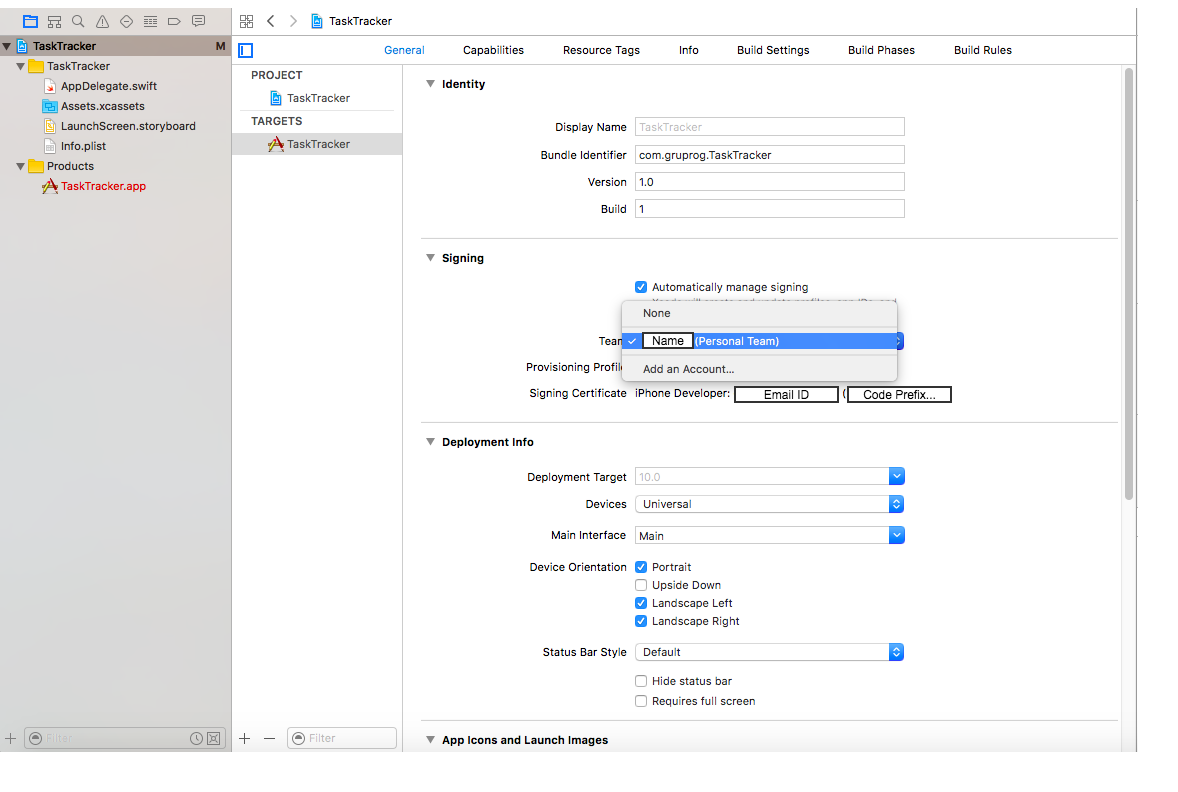 TaskTracker
TaskTracker M
TaskTracker
AppDelegate.swift
Assets.xcassets
LaunchScreen.storyboard
Info.plist
Products
TaskTracker.app
Filter
General Capabilities Resource Tags Info Build Settings Build Phases Build Rules
PROJECT
TaskTracker
TARGETS
TaskTracker
Filter
Identity
Display Name TaskTracker
Bundle Identifier com.gruprog.TaskTracker
Version 1.0
Build 1
Signing
Automatically manage signing
None
Team Name (Personal Team)
Add an Account...
Provisioning Profile
Signing Certificate iPhone Developer: Email ID ( Code Prefix...
Deployment Info
Deployment Target 10.0
Devices Universal
Main Interface Main
Device Orientation Portrait
Upside Down
Landscape Left
Landscape Right
Status Bar Style Default
Hide status bar
Requires full screen
App Icons and Launch Images